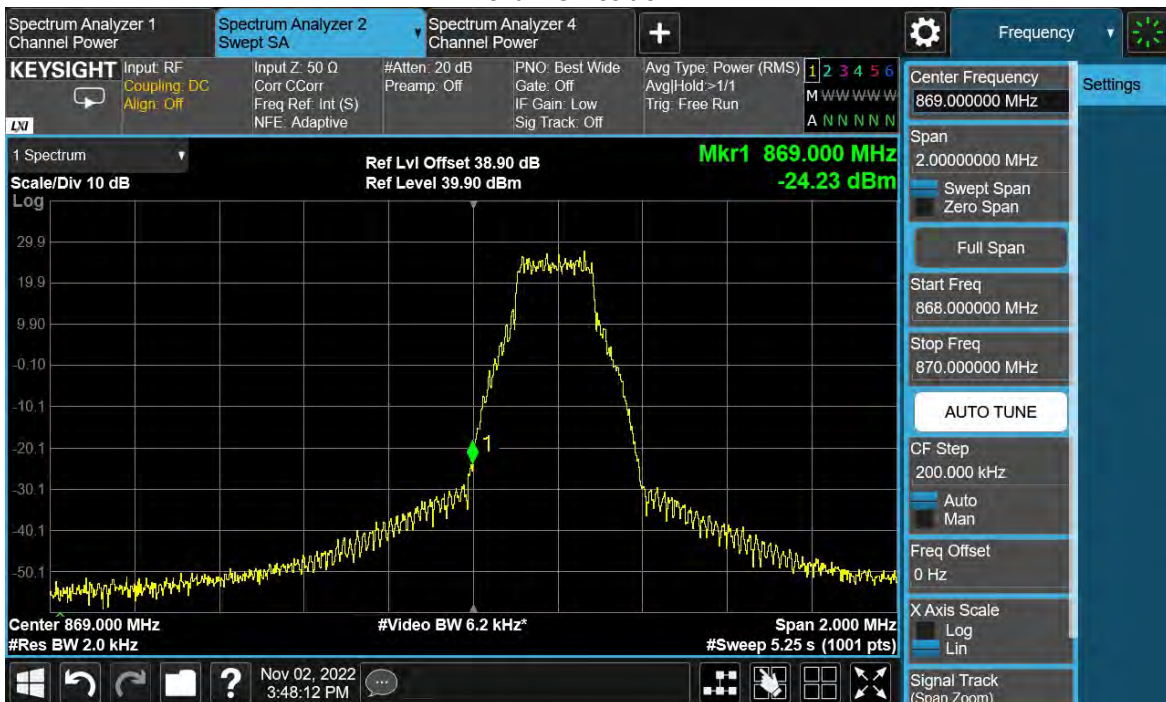 Spectrum Analyzer 1
Channel Power
Spectrum Analyzer 2
Swept SA
Spectrum Analyzer 4
Channel Power
+
Frequency
KEYSIGHT
LXI
Input: RF
Coupling: DC
Align: Off
Input Z: 50 Ω
Corr CCorr
Freq Ref: Int (S)
NFE: Adaptive
#Atten: 20 dB
Preamp: Off
PNO: Best Wide
Gate: Off
IF Gain: Low
Sig Track: Off
Avg Type: Power (RMS)
Avg|Hold:>1/1
Trig: Free Run
1 2 3 4 5 6
M W W W W W
A N N N N N
1 Spectrum
Scale/Div 10 dB
Log
Ref Lvl Offset 38.90 dB
Ref Level 39.90 dBm
Mkr1 869.000 MHz
-24.23 dBm
29.9
19.9
9.90
-0.10
-10.1
-20.1
-30.1
-40.1
-50.1
1
Center 869.000 MHz
#Res BW 2.0 kHz
#Video BW 6.2 kHz*
Span 2.000 MHz
#Sweep 5.25 s (1001 pts)
?
Nov 02, 2022
3:48:12 PM
Center Frequency
869.000000 MHz
Settings
Span
2.00000000 MHz
Swept Span
Zero Span
Full Span
Start Freq
868.000000 MHz
Stop Freq
870.000000 MHz
AUTO TUNE
CF Step
200.000 kHz
Auto
Man
Freq Offset
0 Hz
X Axis Scale
Log
Lin
Signal Track
(Span Zoom)